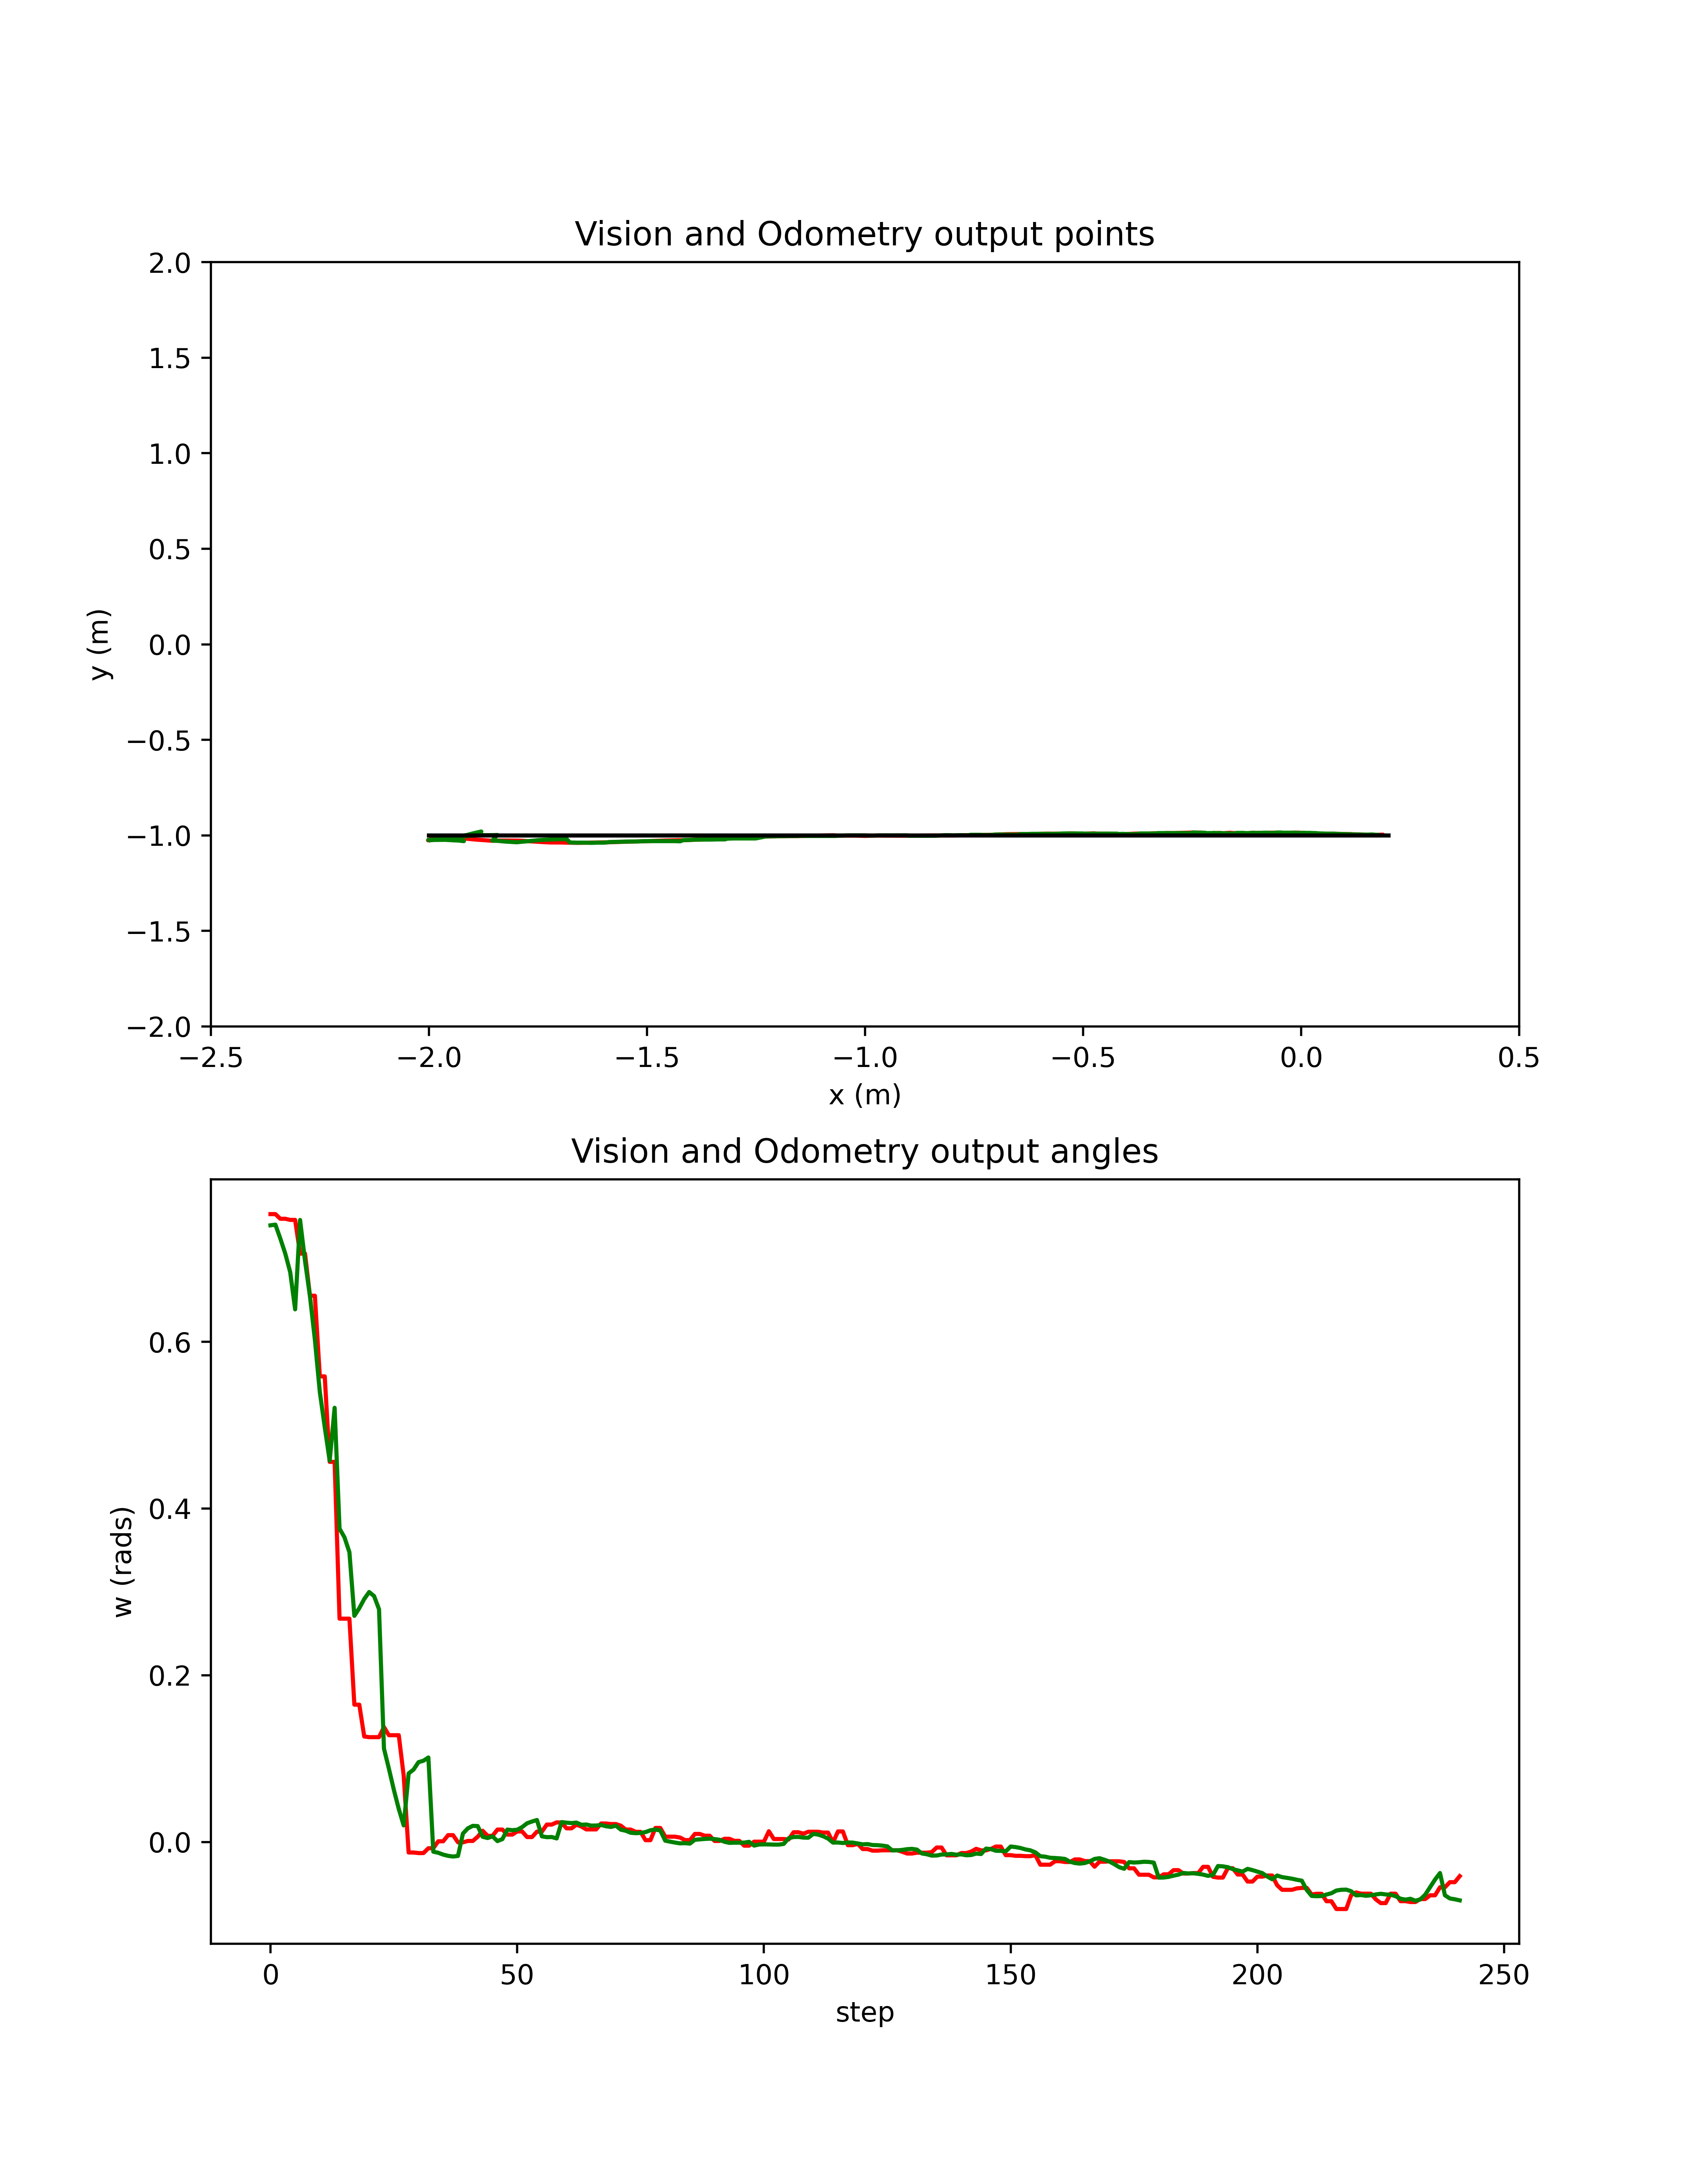 Vision and Odometry output points
2.0
1.5
1.0
0.5
0.0
−0.5
−1.0
−1.5
−2.0
y (m)
−2.5 −2.0 −1.5 −1.0 −0.5 0.0 0.5
x (m)
Vision and Odometry output angles
0.6
0.4
0.2
0.0
w (rads)
0 50 100 150 200 250
step